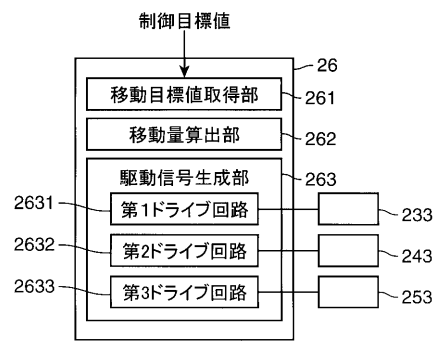 制御目標値
26
移動目標値取得部
261
移動量算出部
262
駆動信号生成部
263
2631
第1ドライブ回路
233
2632
第2ドライブ回路
243
2633
第3ドライブ回路
253